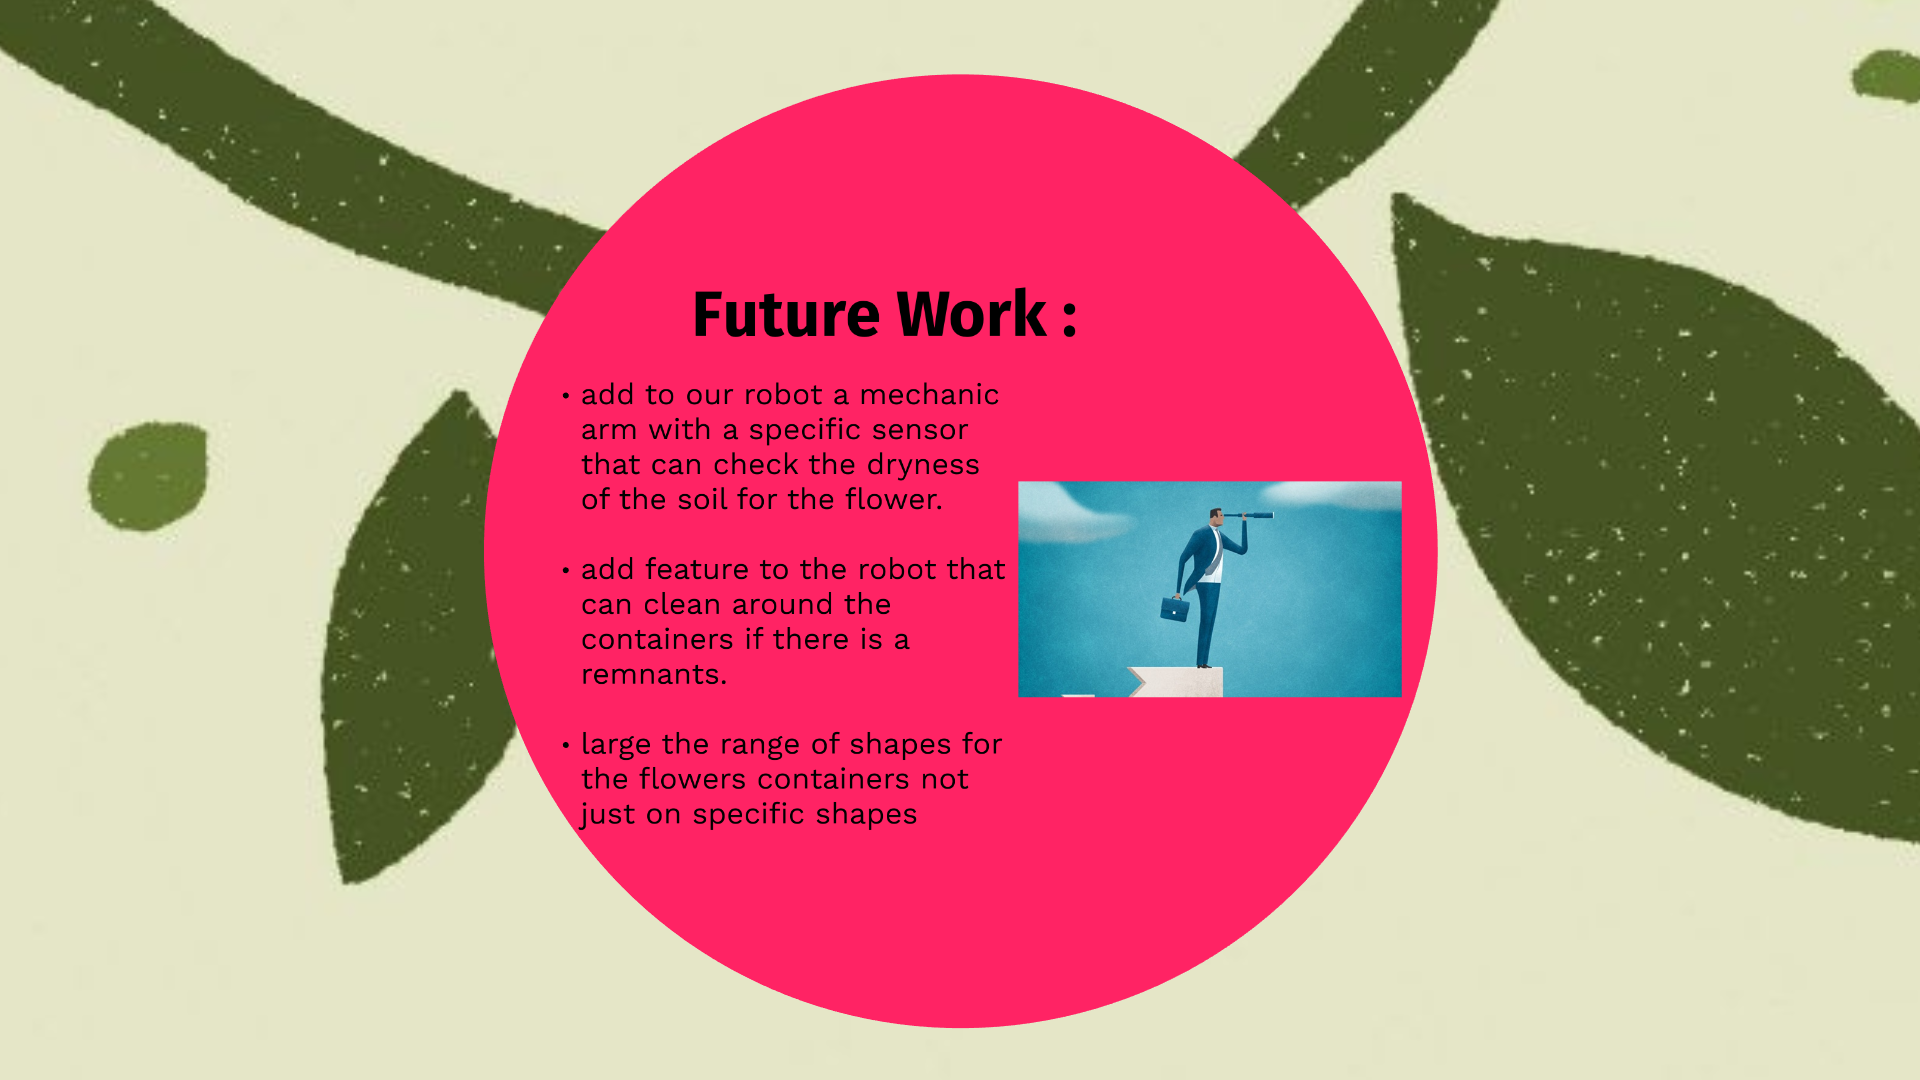 Future Work :
• add to our robot a mechanic
arm with a specific sensor
that can check the dryness
of the soil for the flower.
• add feature to the robot that
can clean around the
containers if there is a
remnants.
• large the range of shapes for
the flowers containers not
just on specific shapes